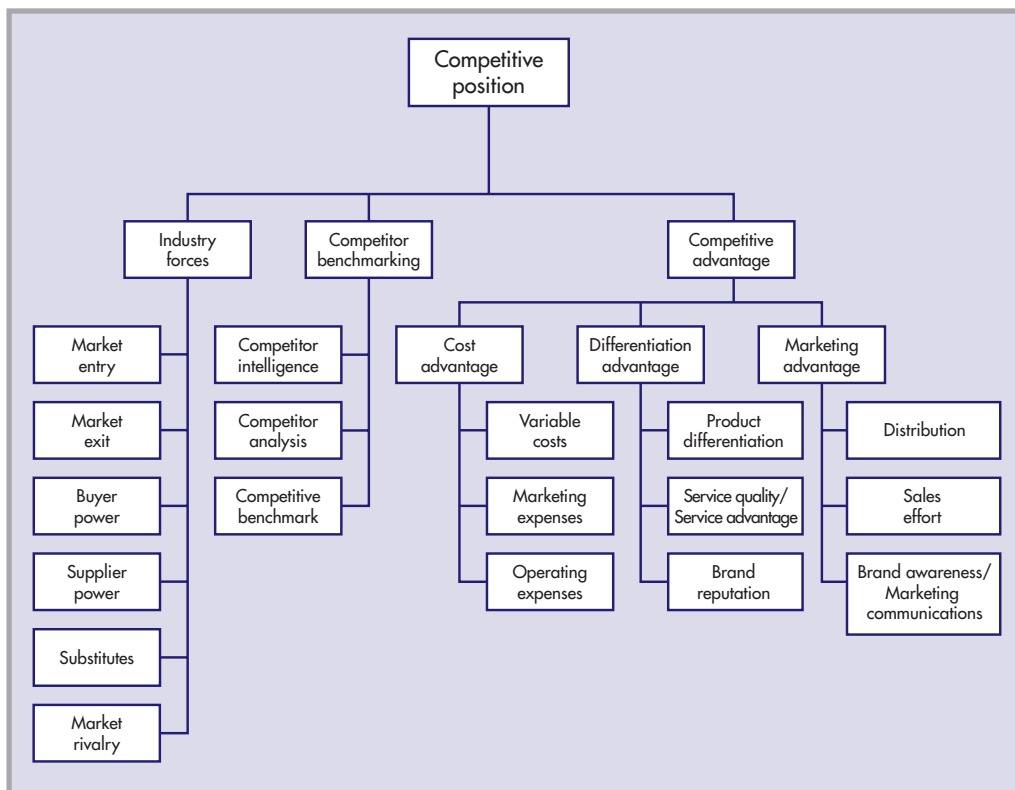 Competitive
position
Industry
forces
Competitor
benchmarking
Competitive
advantage
Market
entry
Market
exit
Buyer
power
Supplier
power
Substitutes
Market
rivalry
Competitor
intelligence
Competitor
analysis
Competitive
benchmark
Cost
advantage
Variable
costs
Marketing
expenses
Operating
expenses
Differentiation
advantage
Product
differentiation
Service quality/
Service advantage
Brand
reputation
Marketing
advantage
Distribution
Sales
effort
Brand awareness/
Marketing
communications